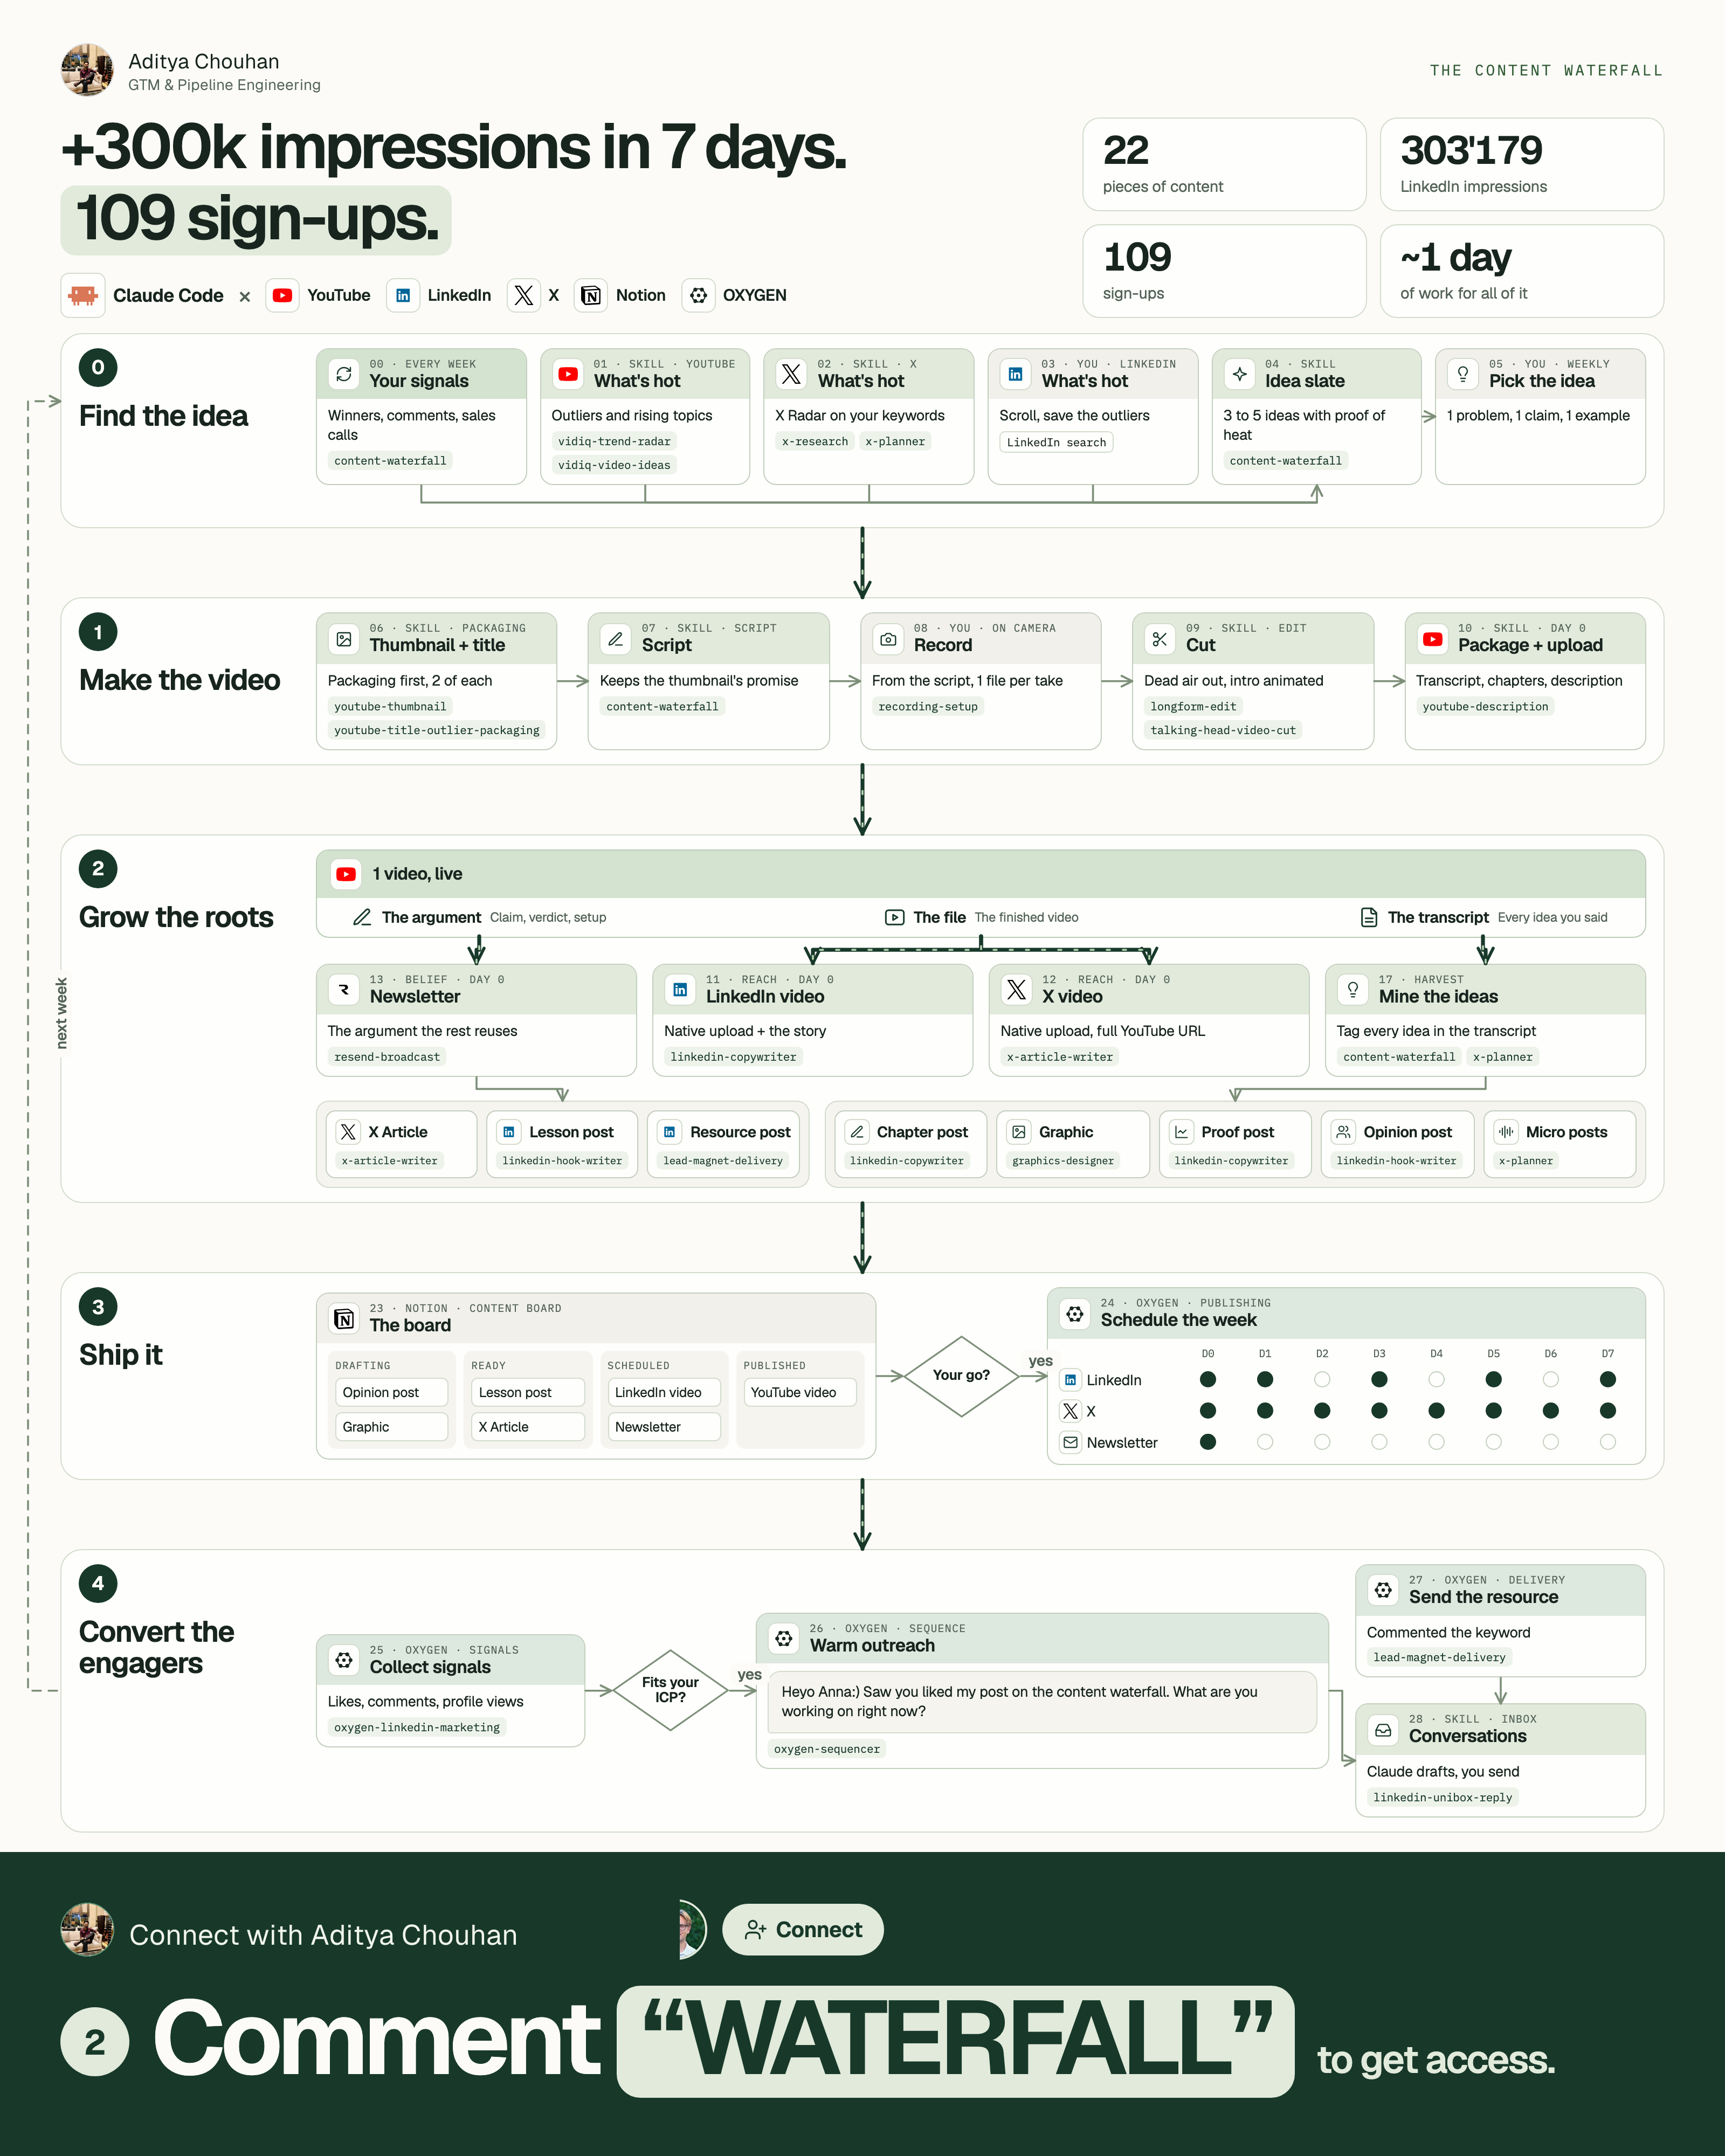 Aditya Chouhan
GTM & Pipeline Engineering
THE CONTENT WATERFALL
+300k impressions in 7 days.
109 sign-ups.
22
pieces of content
303'179
LinkedIn impressions
109
sign-ups
~1 day
of work for all of it
Claude Code × YouTube LinkedIn X Notion OXYGEN
0
Find the idea
00 · EVERY WEEK
Your signals
Winners, comments, sales
calls
content-waterfall
01 · SKILL · YOUTUBE
What's hot
Outliers and rising topics
vidiq-trend-radar
vidiq-video-ideas
02 · SKILL · X
What's hot
X Radar on your keywords
x-research x-planner
03 · YOU · LINKEDIN
What's hot
Scroll, save the outliers
LinkedIn search
04 · SKILL
Idea slate
3 to 5 ideas with proof of
heat
content-waterfall
05 · YOU · WEEKLY
Pick the idea
1 problem, 1 claim, 1 example
1
Make the video
06 · SKILL · PACKAGING
Thumbnail + title
Packaging first, 2 of each
youtube-thumbnail
youtube-title-outlier-packaging
07 · SKILL · SCRIPT
Script
Keeps the thumbnail's promise
content-waterfall
08 · YOU · ON CAMERA
Record
From the script, 1 file per take
recording-setup
09 · SKILL · EDIT
Cut
Dead air out, intro animated
longform-edit
talking-head-video-cut
10 · SKILL · DAY 0
Package + upload
Transcript, chapters, description
youtube-description
2
Grow the roots
1 video, live
The argument Claim, verdict, setup
The file The finished video
The transcript Every idea you said
13 · BELIEF · DAY 0
Newsletter
The argument the rest reuses
resend-broadcast
11 · REACH · DAY 0
LinkedIn video
Native upload + the story
linkedin-copywriter
12 · REACH · DAY 0
X video
Native upload, full YouTube URL
x-article-writer
17 · HARVEST
Mine the ideas
Tag every idea in the transcript
content-waterfall x-planner
X Article
x-article-writer
Lesson post
linkedin-hook-writer
Resource post
lead-magnet-delivery
Chapter post
linkedin-copywriter
Graphic
graphics-designer
Proof post
linkedin-copywriter
Opinion post
linkedin-hook-writer
Micro posts
x-planner
next week
3
Ship it
23 · NOTION · CONTENT BOARD
The board
DRAFTING
Opinion post
Graphic
READY
Lesson post
X Article
SCHEDULED
LinkedIn video
Newsletter
PUBLISHED
YouTube video
Your go?
yes
24 · OXYGEN · PUBLISHING
Schedule the week
D0 D1 D2 D3 D4 D5 D6 D7
LinkedIn
X
Newsletter
4
Convert the
engagers
25 · OXYGEN · SIGNALS
Collect signals
Likes, comments, profile views
oxygen-linkedin-marketing
Fits your
ICP?
yes
26 · OXYGEN · SEQUENCE
Warm outreach
Heyo Anna:) Saw you liked my post on the content waterfall. What are you
working on right now?
oxygen-sequencer
27 · OXYGEN · DELIVERY
Send the resource
Commented the keyword
lead-magnet-delivery
28 · SKILL · INBOX
Conversations
Claude drafts, you send
linkedin-unibox-reply
Connect with Aditya Chouhan
Connect
2 Comment “WATERFALL” to get access.